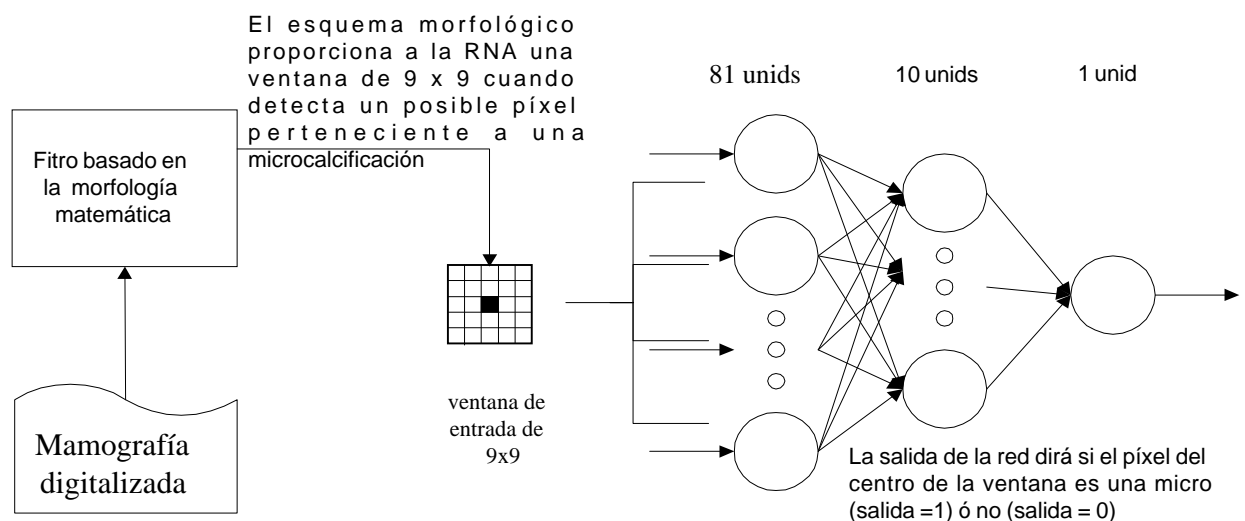 El esquema morfológico
proporciona a la RNA una
ventana de 9 x 9 cuando
detecta un posible píxel
perteneciente a una
microcalcificación
81 unids
10 unids
1 unid
Fitro basado en
la morfología
matemática
ventana de
entrada de
9x9
Mamografía
digitalizada
La salida de la red dirá si el píxel del
centro de la ventana es una micro
(salida =1) ó no (salida = 0)